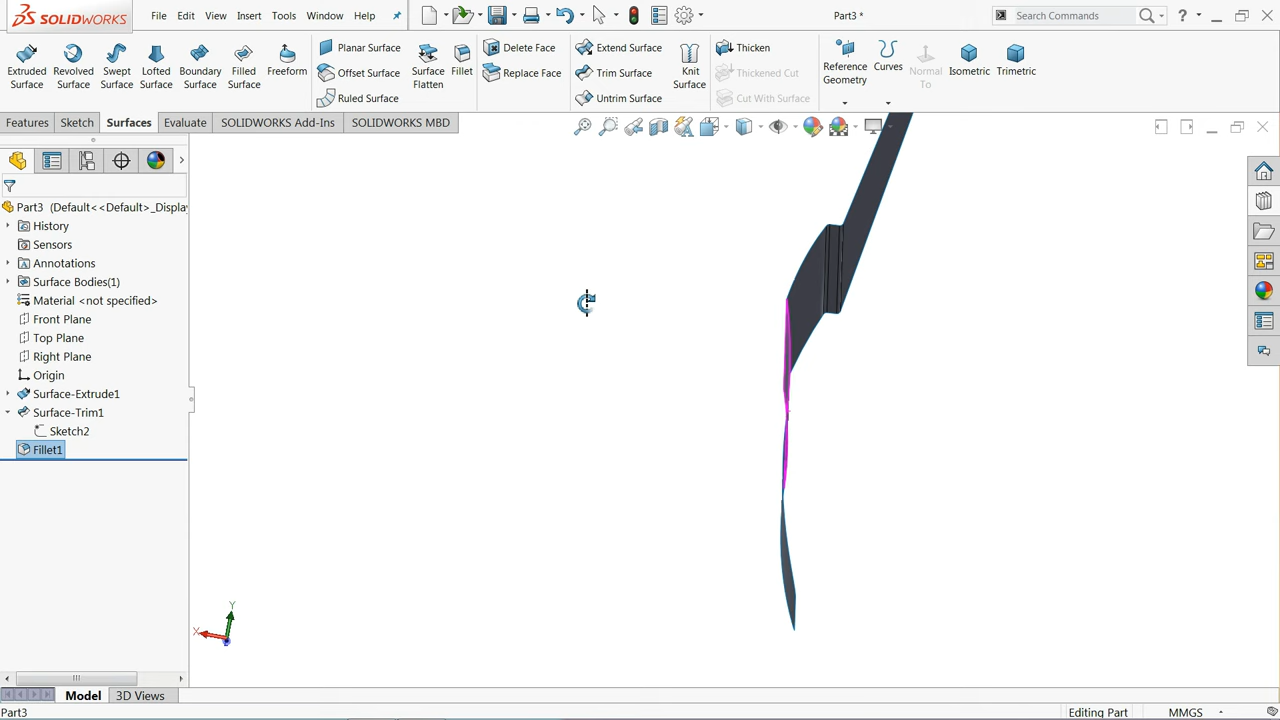 SOLIDWORKS File Edit View Insert Tools Window Help Part3 * Search Commands ?
Extruded Surface Revolved Surface Swept Surface Lofted Surface Boundary Surface Filled Surface Freeform
Planar Surface
Offset Surface
Ruled Surface
Surface Flatten Fillet
Delete Face
Replace Face
Extend Surface
Trim Surface
Untrim Surface
Knit Surface
Thicken
Thickened Cut
Cut With Surface
Reference Geometry Curves Normal To Isometric Trimetric
Features Sketch Surfaces Evaluate SOLIDWORKS Add-Ins SOLIDWORKS MBD
Part3 (Default<<Default>_Display
History
Sensors
Annotations
Surface Bodies(1)
Material <not specified>
Front Plane
Top Plane
Right Plane
Origin
Surface-Extrude1
Surface-Trim1
Sketch2
Fillet1
Y
X
Z
Model 3D Views
Part3 Editing Part MMGS